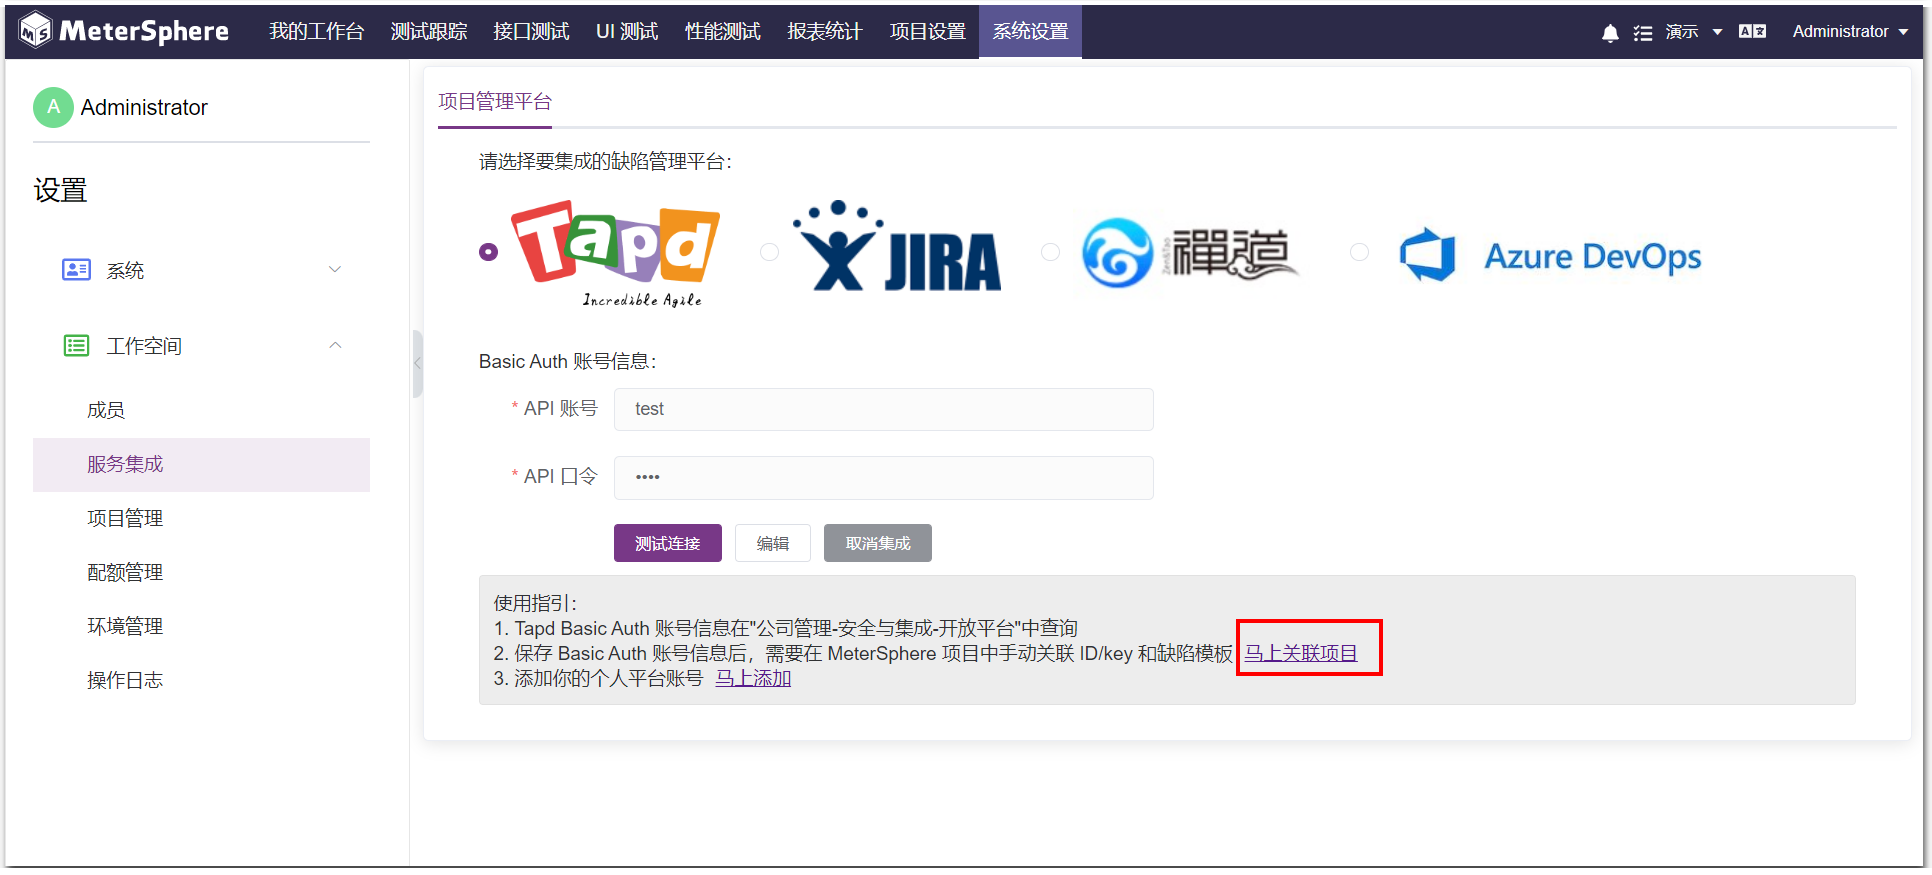 MeterSphere 我的工作台 测试跟踪 接口测试 UI 测试 性能测试 报表统计 项目设置 系统设置 演示 Administrator
A Administrator
设置
系统
工作空间
成员
服务集成
项目管理
配额管理
环境管理
操作日志
项目管理平台
请选择要集成的缺陷管理平台:
Tapd
Incredible Agile
JIRA
禪道
Azure DevOps
Basic Auth 账号信息:
* API 账号 test
* API 口令 ••••
测试连接 编辑 取消集成
使用指引:
1. Tapd Basic Auth 账号信息在"公司管理-安全与集成-开放平台"中查询
2. 保存 Basic Auth 账号信息后，需要在 MeterSphere 项目中手动关联 ID/key 和缺陷模板 马上关联项目
3. 添加你的个人平台账号 马上添加